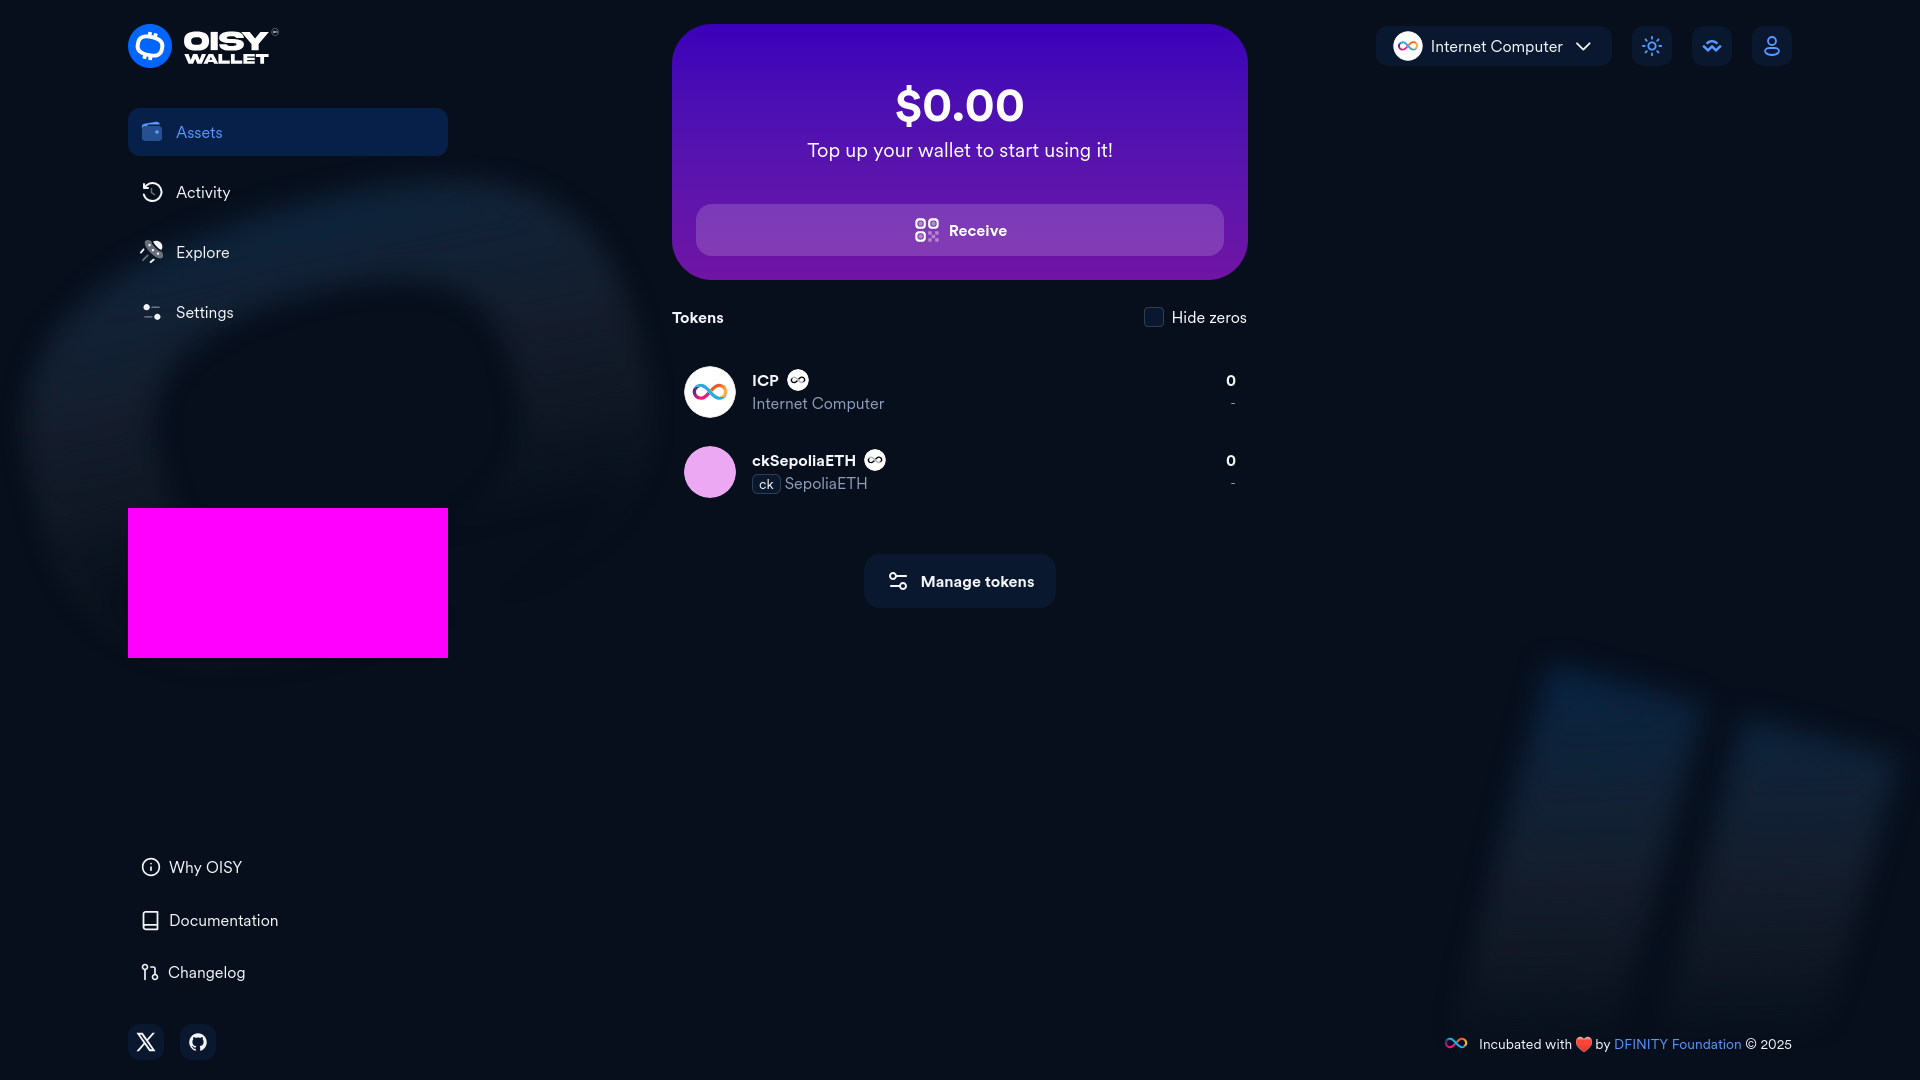 OISY
WALLET
Internet Computer
Assets
Activity
Explore
Settings
$0.00
Top up your wallet to start using it!
Receive
Tokens
Hide zeros
ICP
0
Internet Computer
-
ckSepoliaETH
0
ck SepoliaETH
-
Manage tokens
Why OISY
Documentation
Changelog
Incubated with ❤️ by DFINITY Foundation © 2025